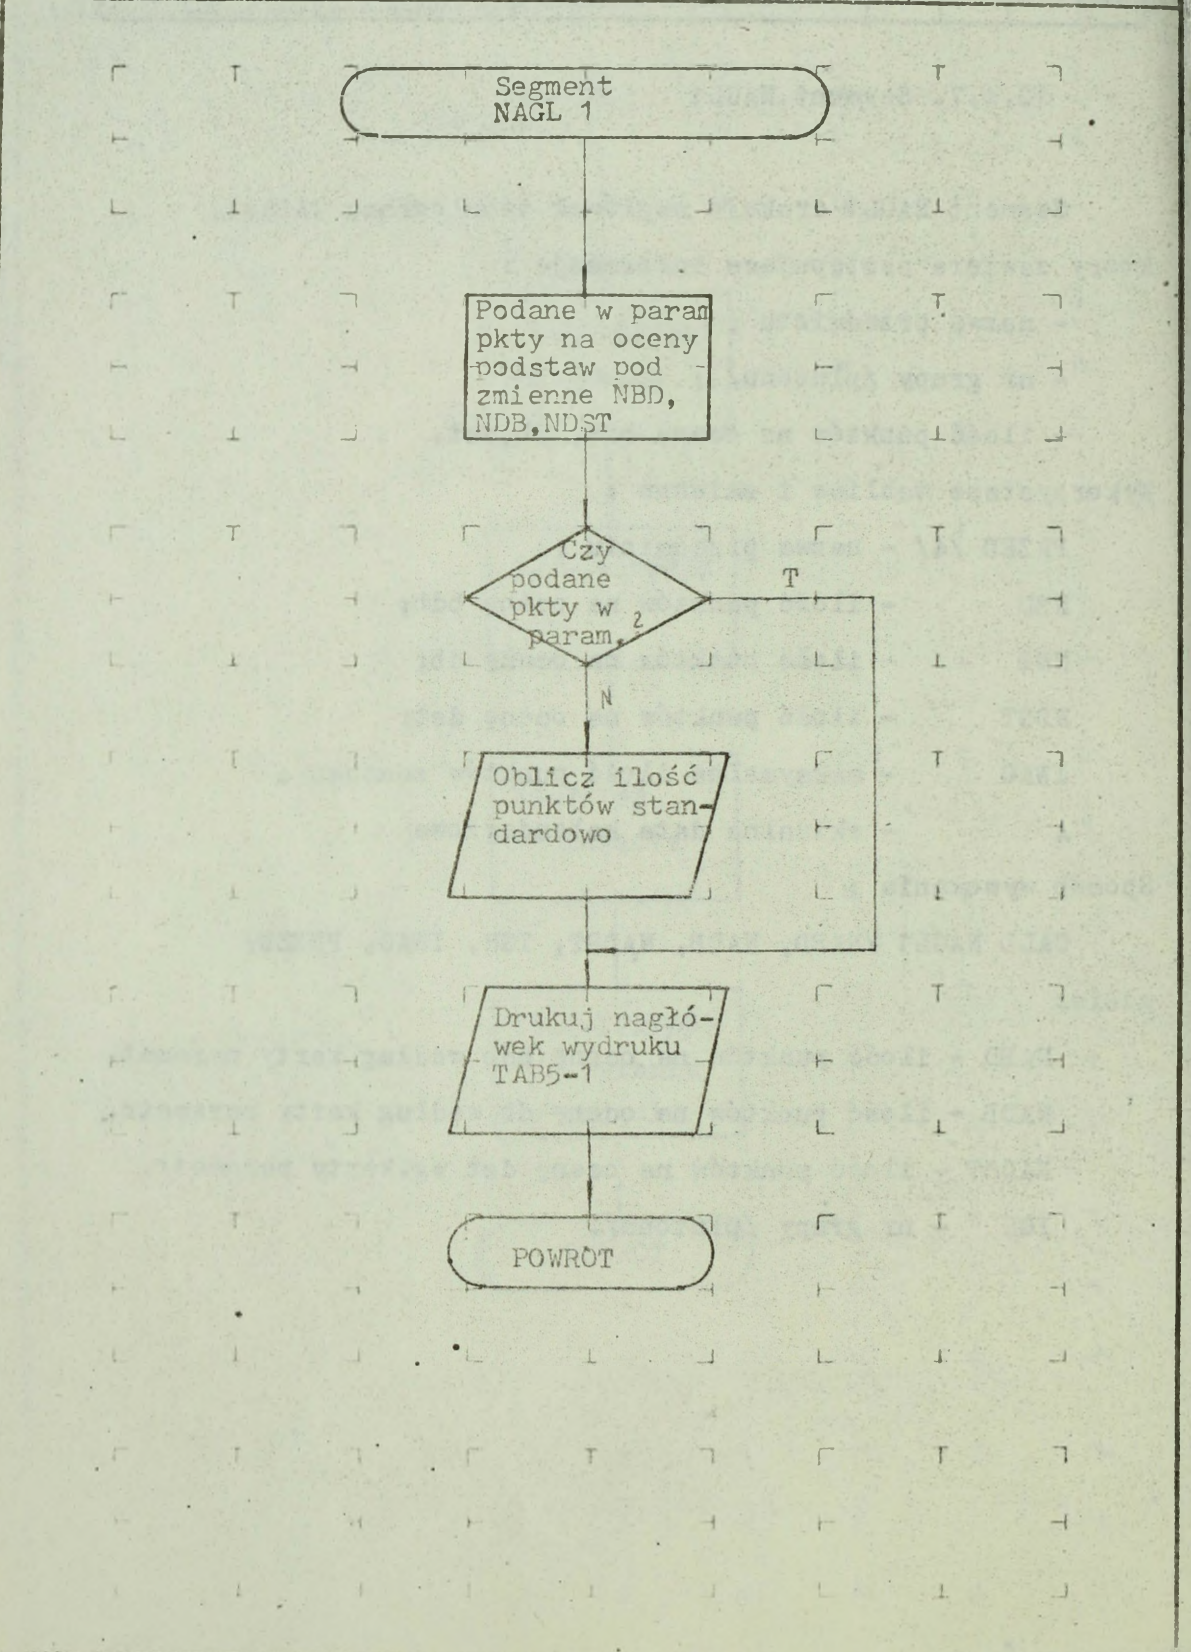 Segment
NAGL 1
Podane w param
pkty na oceny
podstaw pod
zmienne NBD,
NDB,NDST
Czy
podane
pkty w
param.?
T
N
Oblicz ilość
punktów stan-
dardowo
Drukuj nagłó-
wek wydruku
TAB5-1
POWRÓT